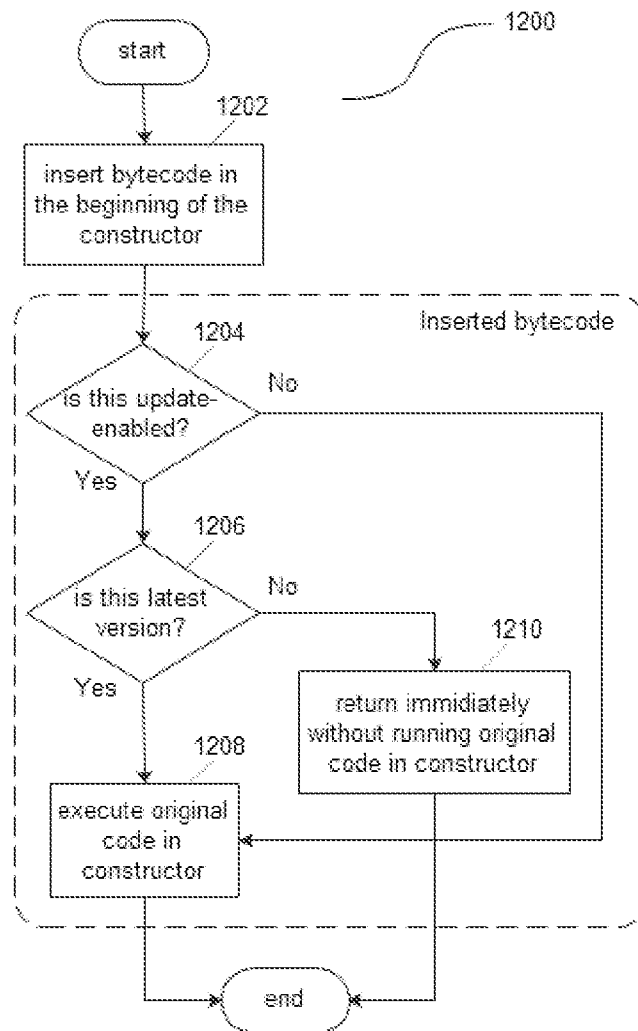 1200
start
1202
insert bytecode in
the beginning of the
constructor
Inserted bytecode
1204
is this update-
enabled?
No
Yes
1206
is this latest
version?
No
Yes
1210
return immidiately
without running original
code in constructor
1208
execute original
code in
constructor
end